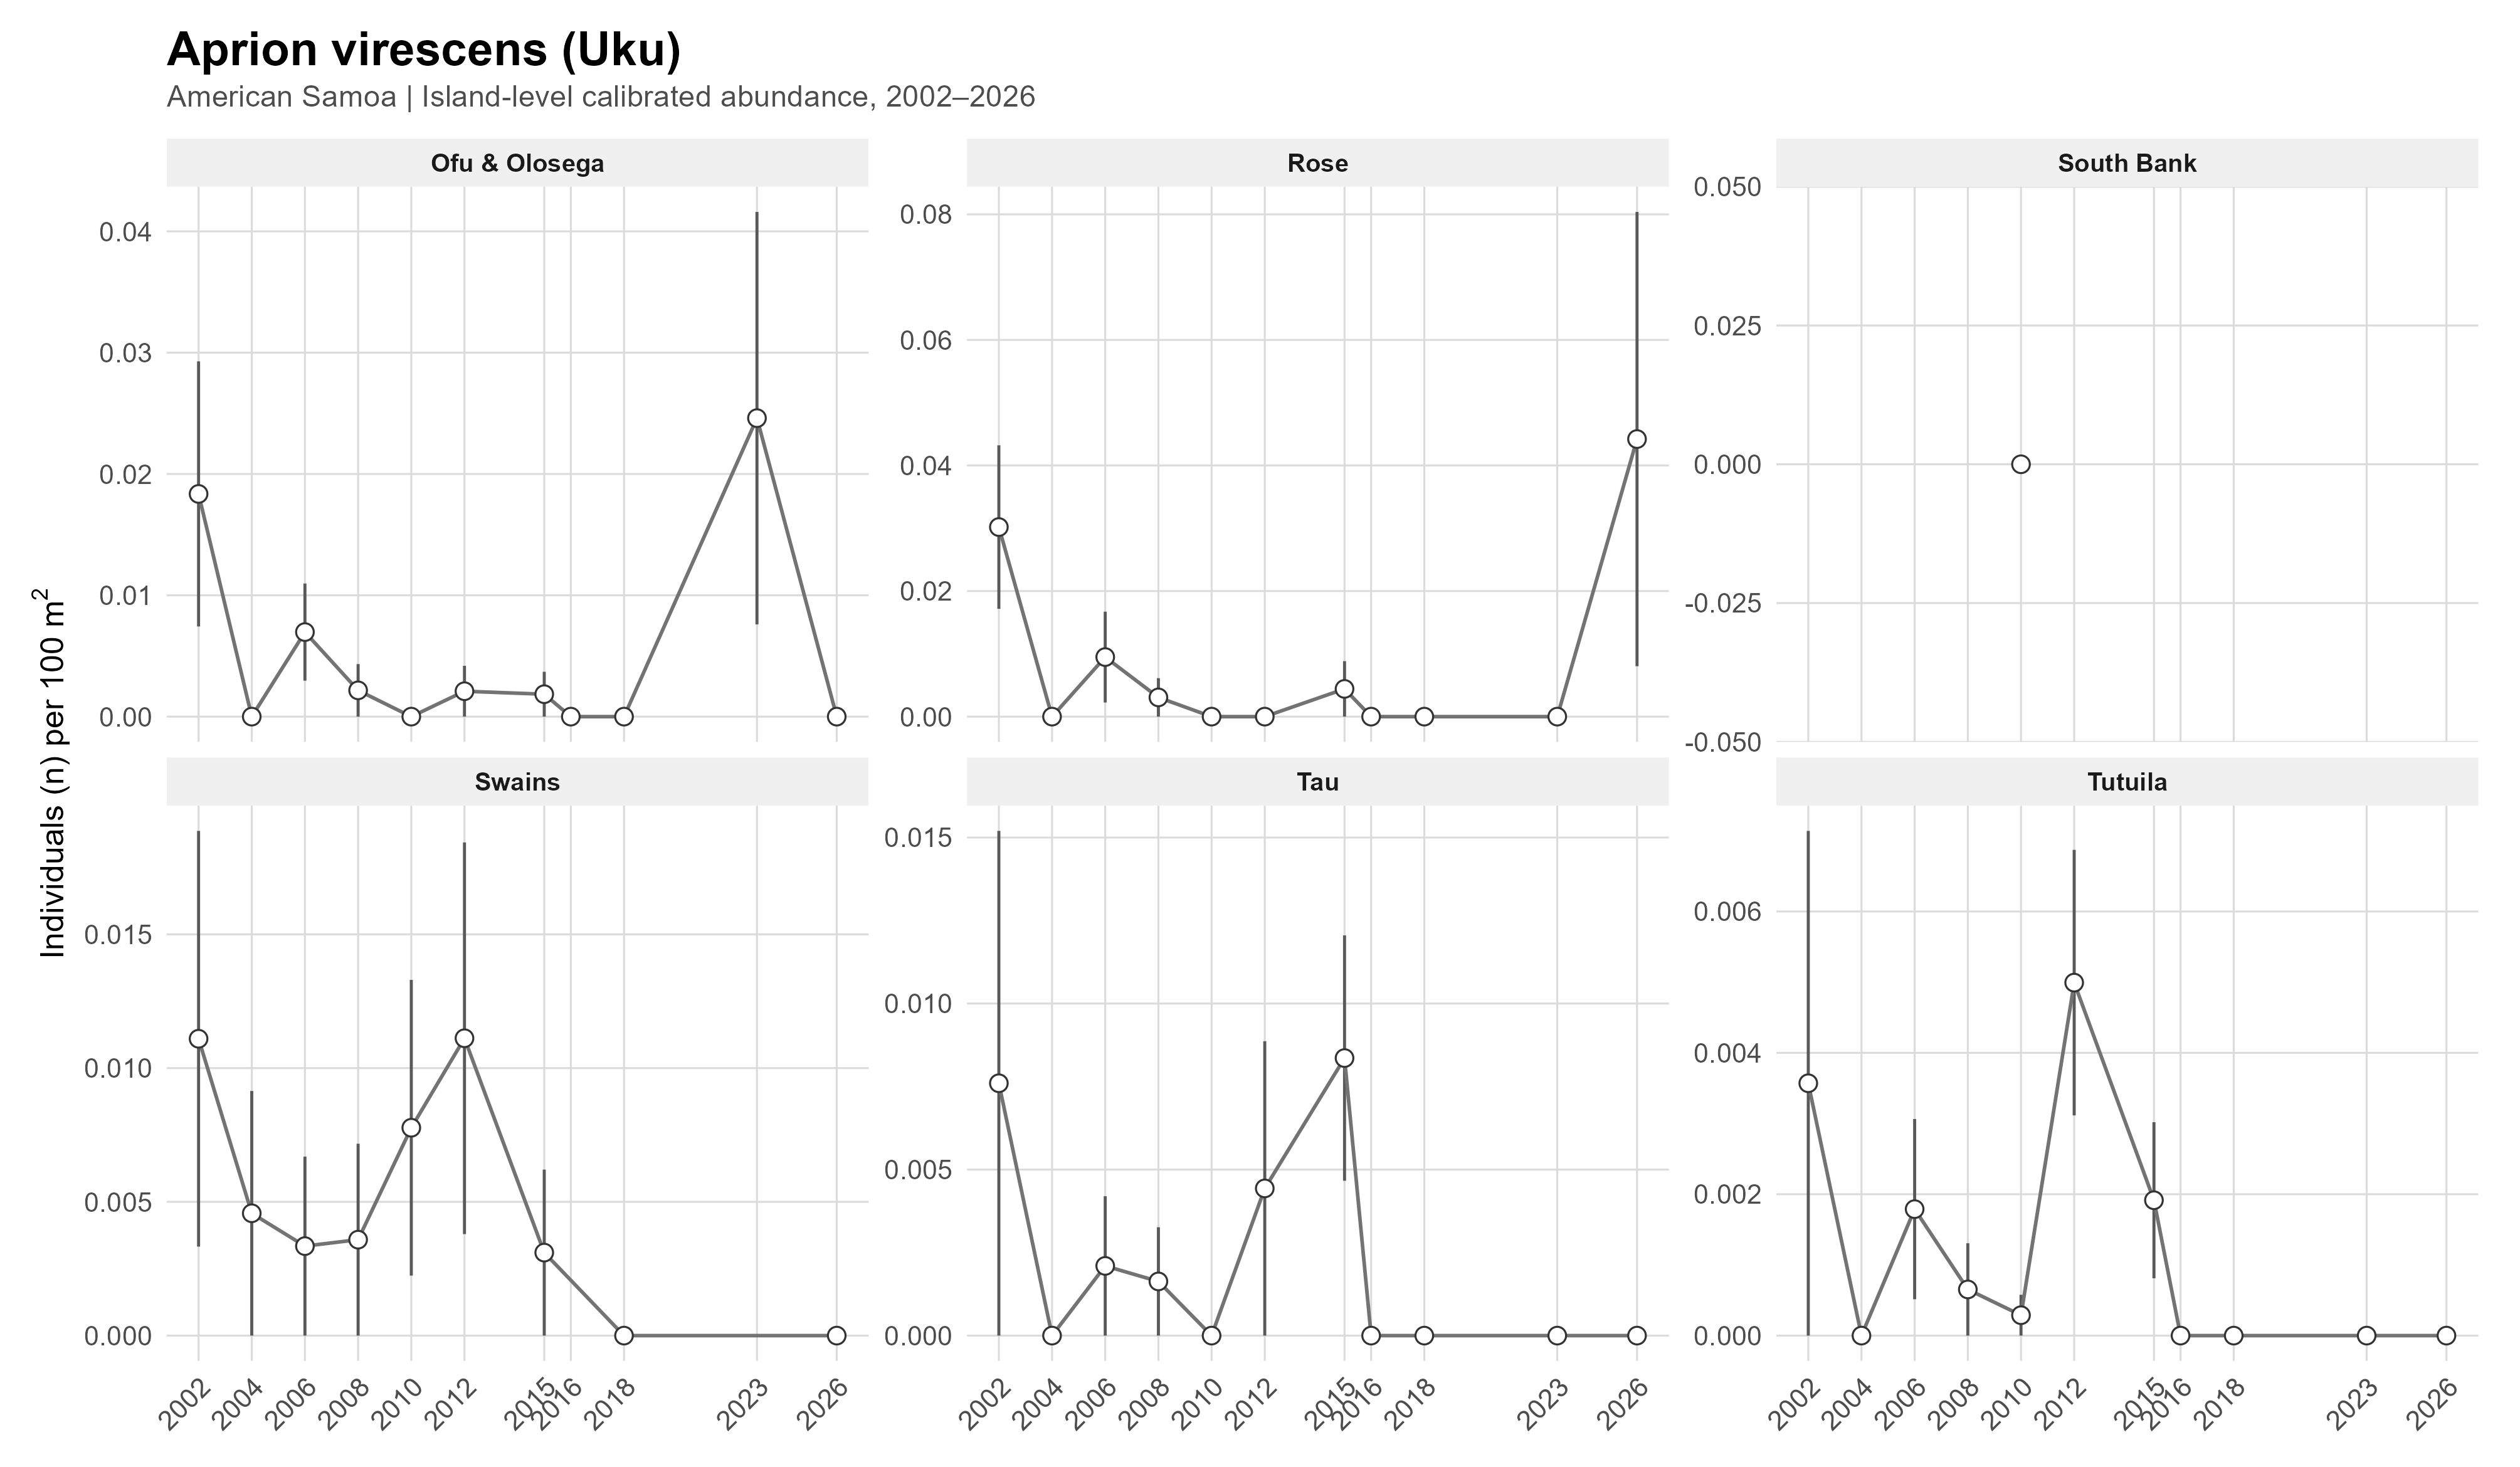 Aprion virescens (Uku)
American Samoa | Island-level calibrated abundance, 2002–2026
Individuals (n) per 100 m²
Ofu & Olosega
0.04
0.03
0.02
0.01
0.00
Rose
0.08
0.06
0.04
0.02
0.00
South Bank
0.050
0.025
0.000
-0.025
-0.050
Swains
0.015
0.010
0.005
0.000
2002 2004 2006 2008 2010 2012 2015 2016 2018 2023 2026
Tau
0.015
0.010
0.005
0.000
2002 2004 2006 2008 2010 2012 2015 2016 2018 2023 2026
Tutuila
0.006
0.004
0.002
0.000
2002 2004 2006 2008 2010 2012 2015 2016 2018 2023 2026